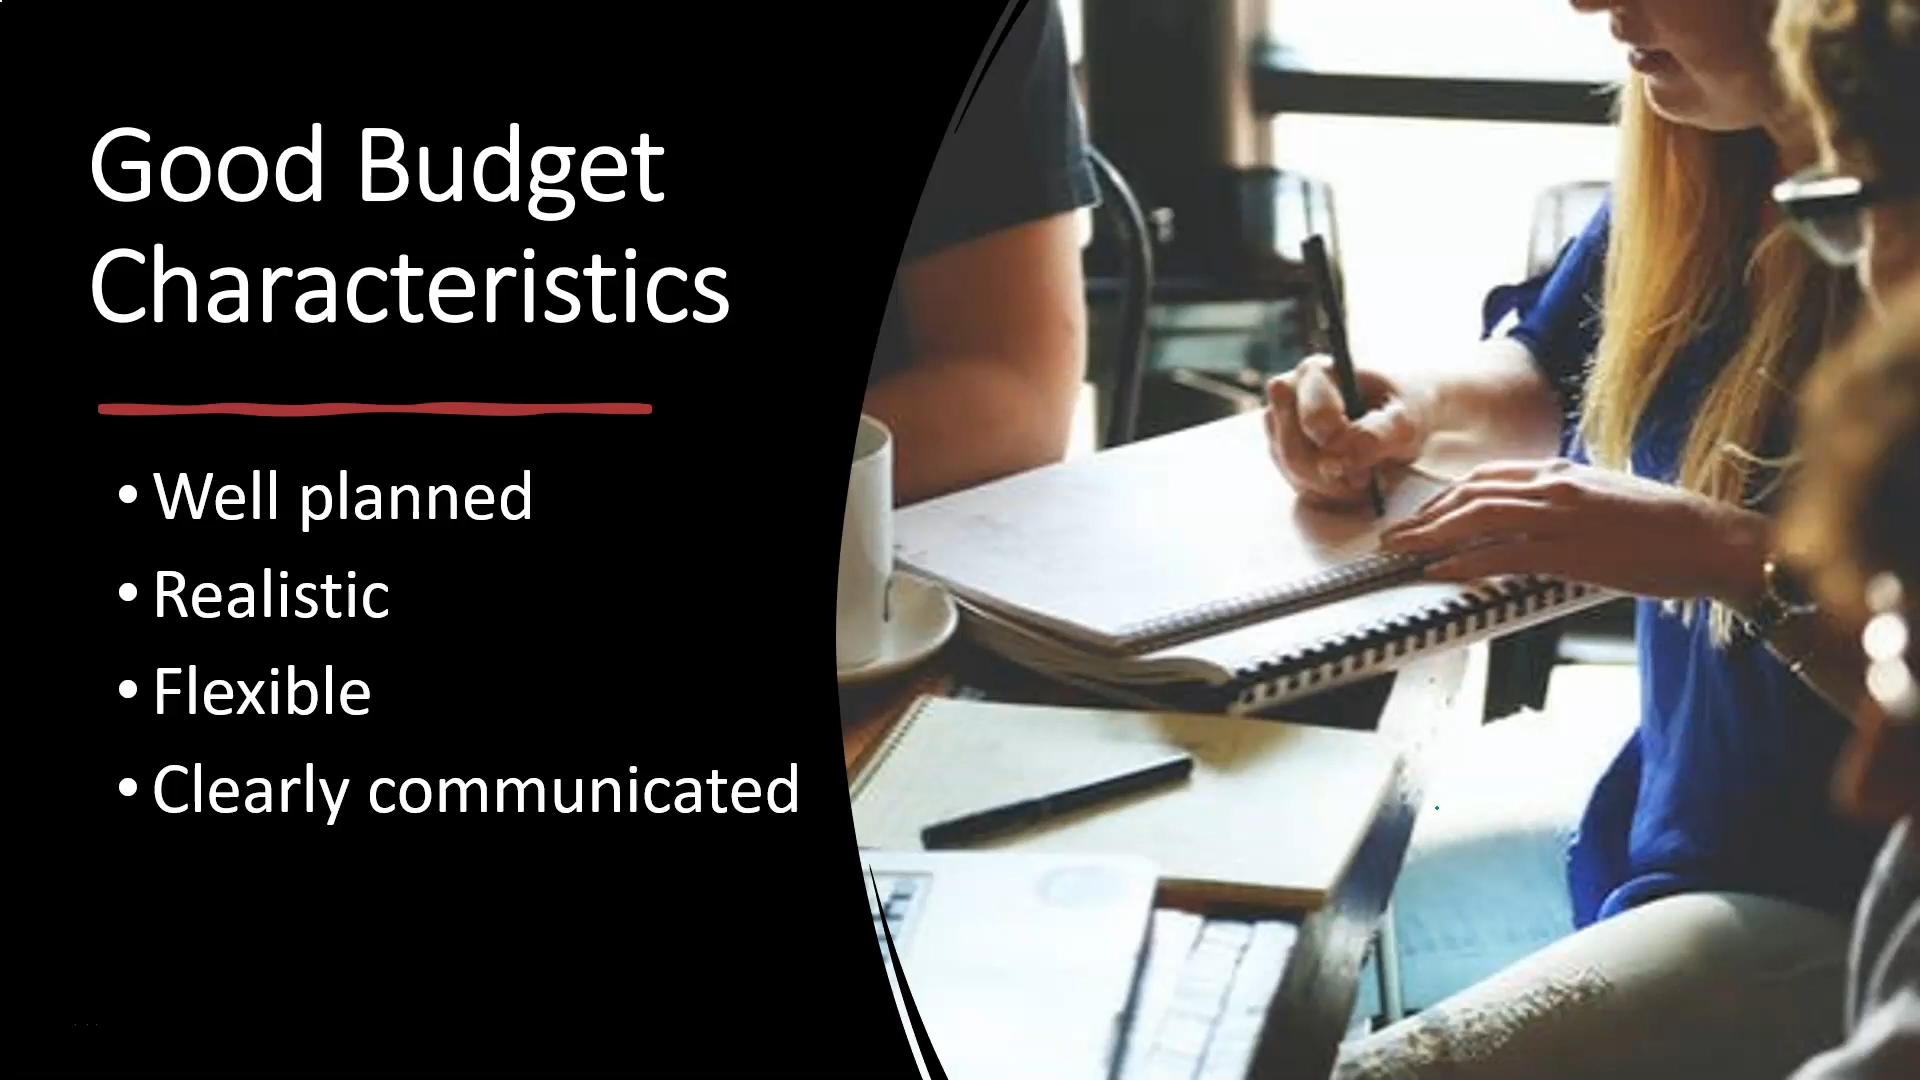 Good Budget
Characteristics
• Well planned
• Realistic
• Flexible
• Clearly communicated